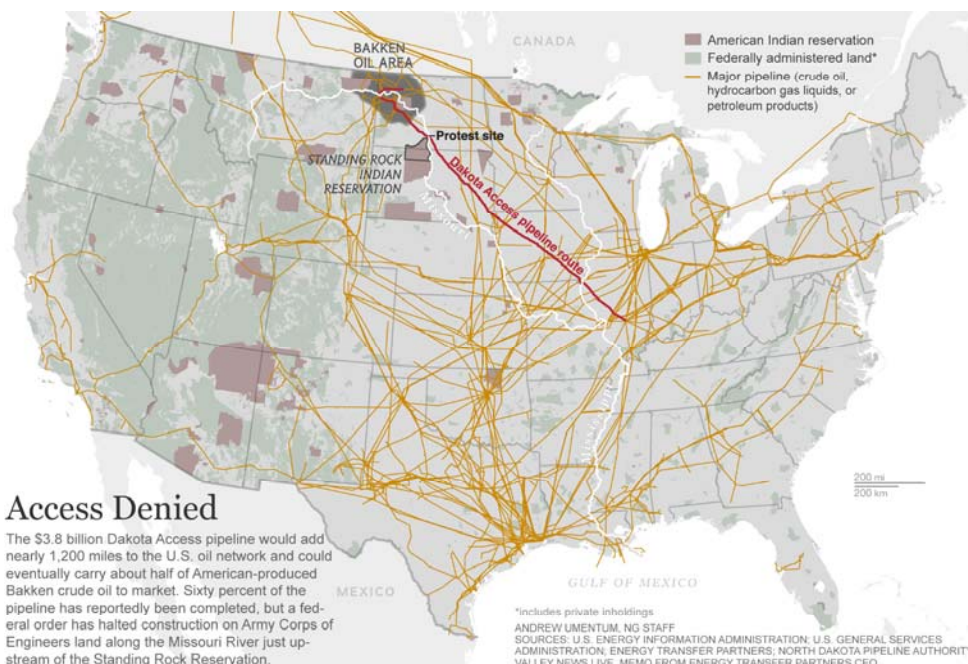 BAKKEN
OIL AREA
CANADA
American Indian reservation
Federally administered land*
Major pipeline (crude oil,
hydrocarbon gas liquids, or
petroleum products)
Protest site
STANDING ROCK
INDIAN
RESERVATION
Missouri
Dakota Access pipeline route
Mississippi
200 mi
200 km
Access Denied
The $3.8 billion Dakota Access pipeline would add
nearly 1,200 miles to the U.S. oil network and could
eventually carry about half of American-produced
Bakken crude oil to market. Sixty percent of the
pipeline has reportedly been completed, but a fed-
eral order has halted construction on Army Corps of
Engineers land along the Missouri River just up-
stream of the Standing Rock Reservation.
MEXICO
GULF OF MEXICO
*includes private inholdings
ANDREW UMENTUM, NG STAFF
SOURCES: U.S. ENERGY INFORMATION ADMINISTRATION; U.S. GENERAL SERVICES
ADMINISTRATION; ENERGY TRANSFER PARTNERS; NORTH DAKOTA PIPELINE AUTHORIT
VALLEY NEWS LIVE, MEMO FROM ENERGY TRANSFER PARTNERS CEO